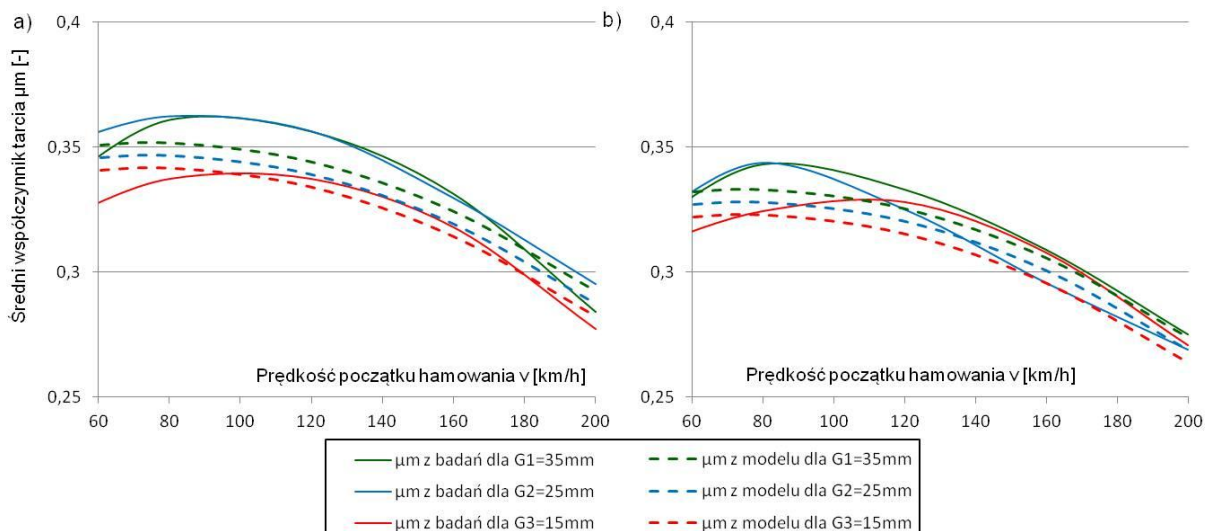 a)
Średni współczynnik tarcia µm [-]
0,4
0,35
0,3
0,25
Prędkość początku hamowania v [km/h]
60 80 100 120 140 160 180 200
b)
0,4
0,35
0,3
0,25
Prędkość początku hamowania v [km/h]
60 80 100 120 140 160 180 200
µm z badań dla G1=35mm
µm z modelu dla G1=35mm
µm z badań dla G2=25mm
µm z modelu dla G2=25mm
µm z badań dla G3=15mm
µm z modelu dla G3=15mm